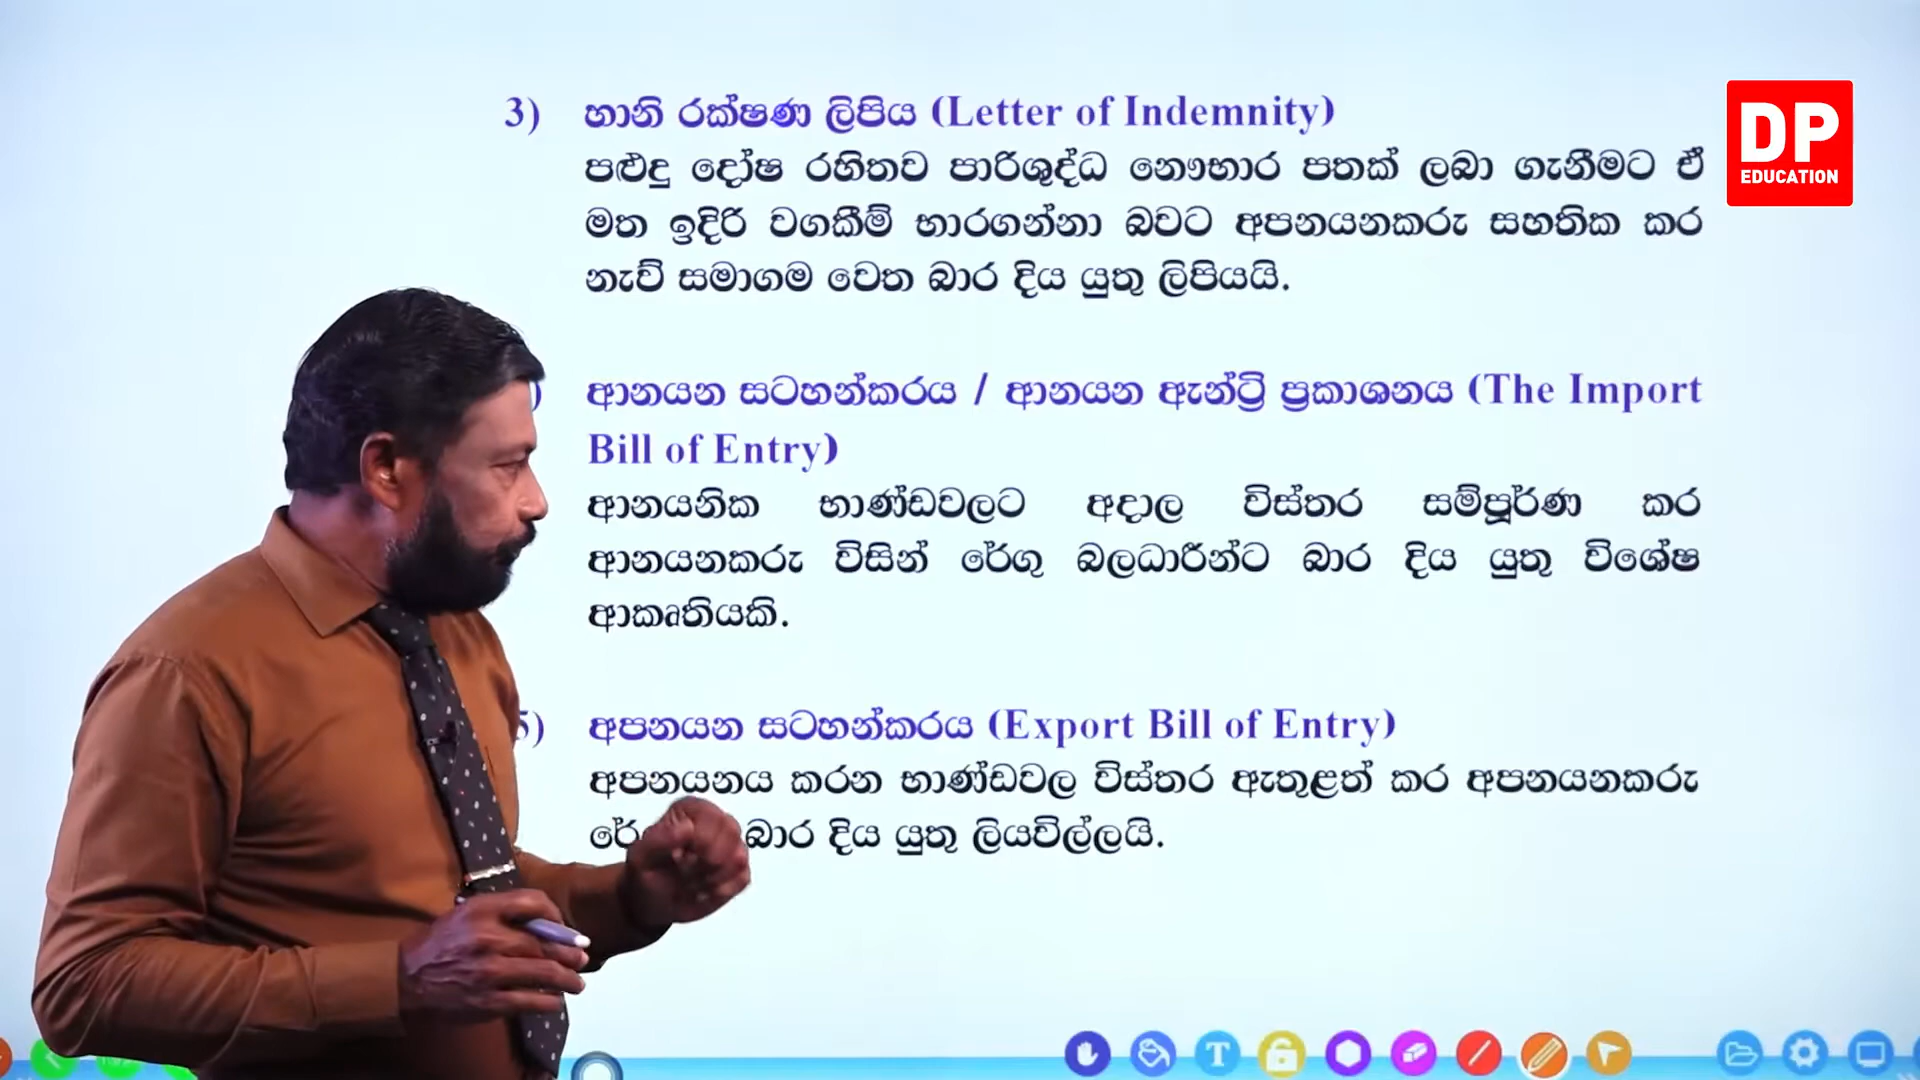 3) හානි රක්ෂණ ලිපිය (Letter of Indemnity)
පළුදු දෝෂ රහිතව පාරිශුද්ධ නෞභාර පතක් ලබා ගැනීමට ඒ
මත ඉදිරි වගකීම් භාරගන්නා බවට අපනයනකරු සහතික කර
නැව් සමාගම වෙත බාර දිය යුතු ලිපියයි.
) ආනයන සටහන්කරය / ආනයන ඇන්ට්‍රි ප්‍රකාශනය (The Import
Bill of Entry)
ආනයනික භාණ්ඩවලට අදාල විස්තර සම්පූර්ණ කර
ආනයනකරු විසින් රේගු බලධාරීන්ට බාර දිය යුතු විශේෂ
ආකෘතියකි.
5) අපනයන සටහන්කරය (Export Bill of Entry)
අපනයනය කරන භාණ්ඩවල විස්තර ඇතුළත් කර අපනයනකරු
බාර දිය යුතු ලියවිල්ලයි.
DP
EDUCATION